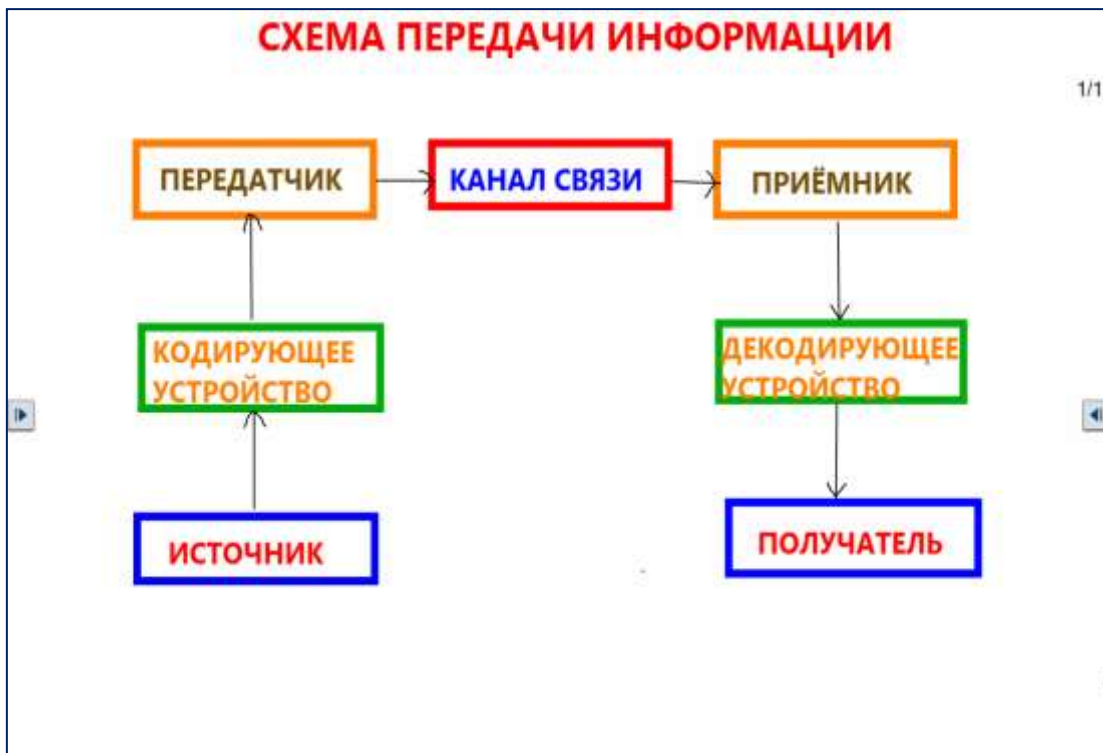 СХЕМА ПЕРЕДАЧИ ИНФОРМАЦИИ
1/1
ПЕРЕДАТЧИК
КАНАЛ СВЯЗИ
ПРИЁМНИК
КОДИРУЮЩЕЕ
УСТРОЙСТВО
ДЕКОДИРУЮЩЕЕ
УСТРОЙСТВО
ИСТОЧНИК
ПОЛУЧАТЕЛЬ